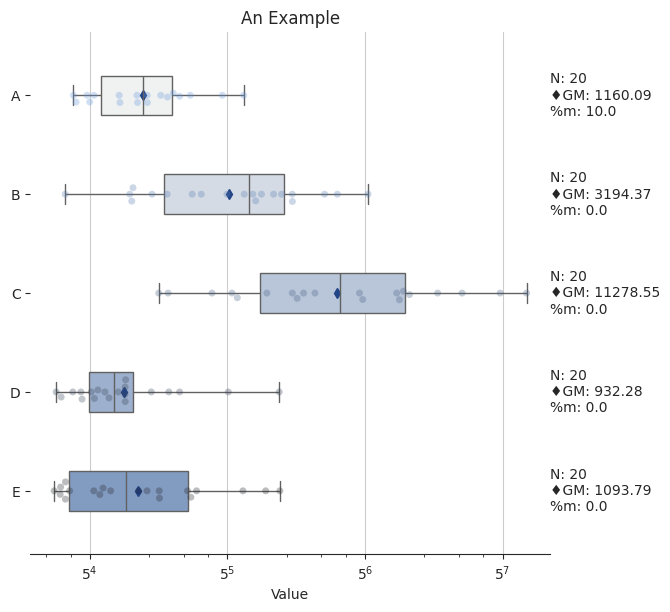 An Example
A
N: 20
♦GM: 1160.09
%m: 10.0
B
N: 20
♦GM: 3194.37
%m: 0.0
C
N: 20
♦GM: 11278.55
%m: 0.0
D
N: 20
♦GM: 932.28
%m: 0.0
E
N: 20
♦GM: 1093.79
%m: 0.0
5⁴ 5⁵ 5⁶ 5⁷
Value